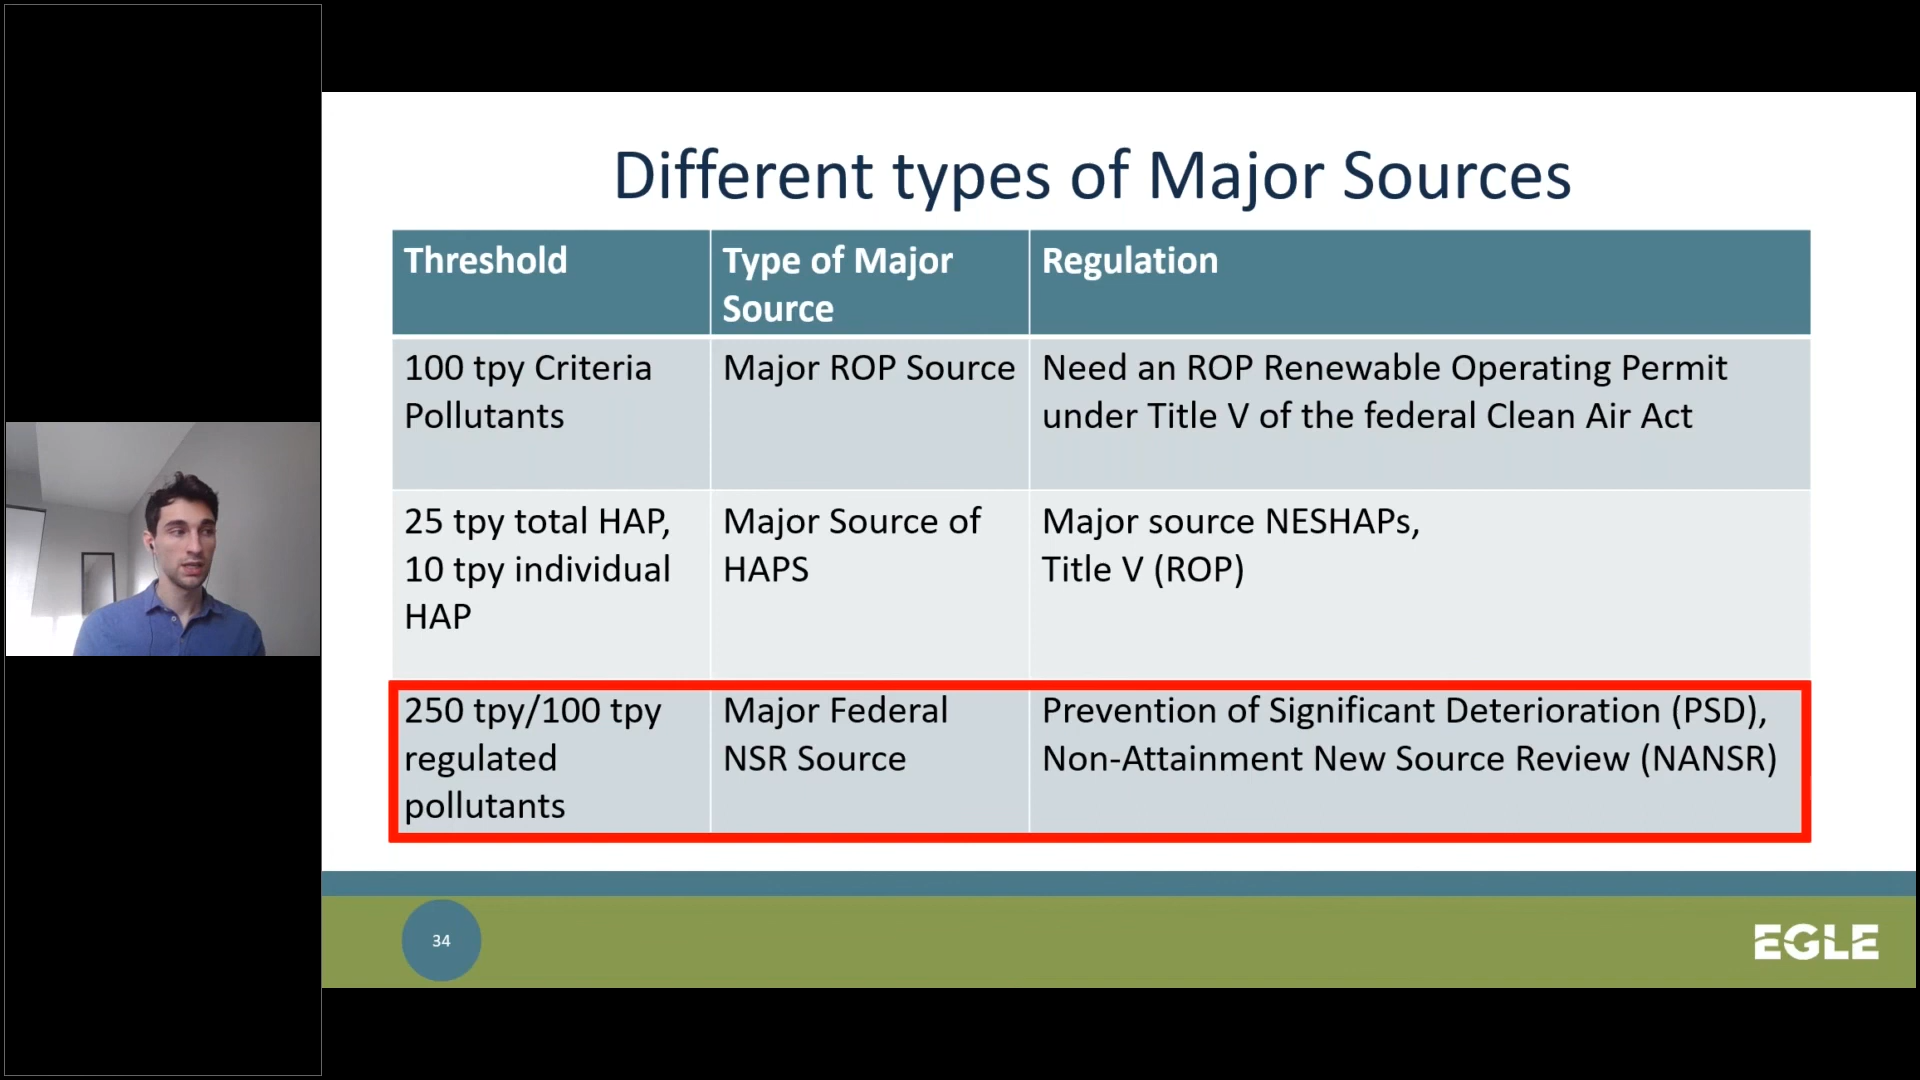 Different types of Major Sources
Threshold
Type of Major
Source
Regulation
100 tpy Criteria
Pollutants
Major ROP Source
Need an ROP Renewable Operating Permit
under Title V of the federal Clean Air Act
25 tpy total HAP,
10 tpy individual
HAP
Major Source of
HAPS
Major source NESHAPs,
Title V (ROP)
250 tpy/100 tpy
regulated
pollutants
Major Federal
NSR Source
Prevention of Significant Deterioration (PSD),
Non-Attainment New Source Review (NANSR)
34
EGLE